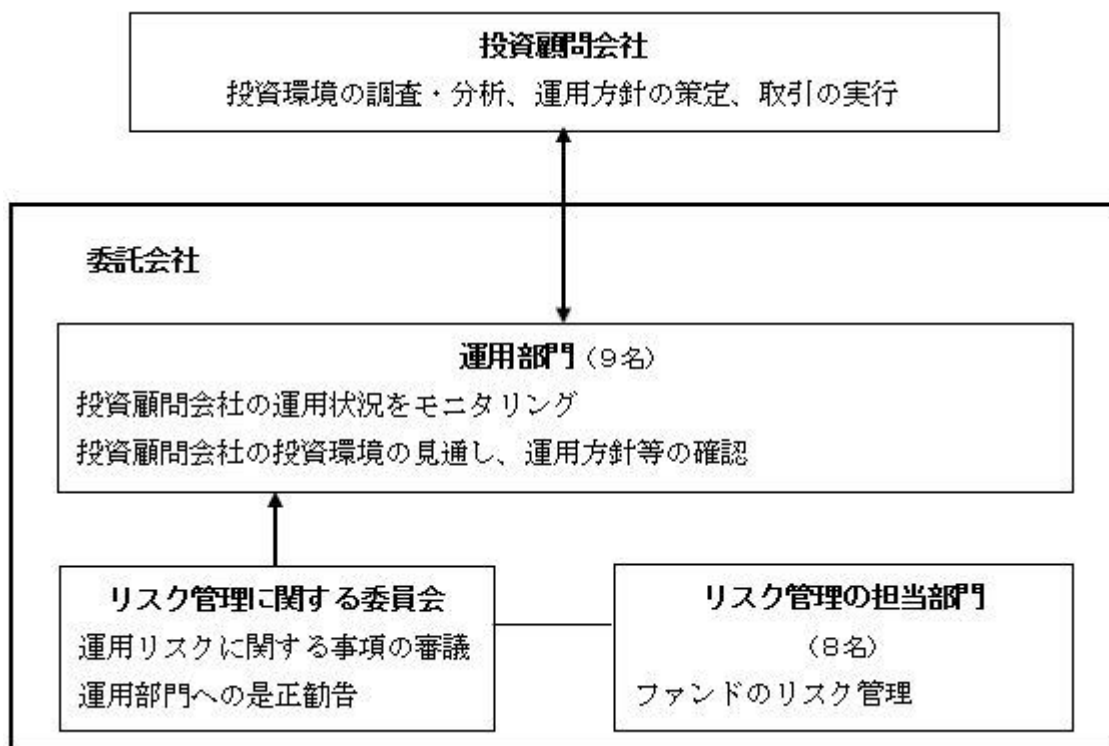 投資顧問会社
投資環境の調査・分析、運用方針の策定、取引の実行
委託会社
運用部門（９名）
投資顧問会社の運用状況をモニタリング
投資顧問会社の投資環境の見通し、運用方針等の確認
リスク管理に関する委員会
運用リスクに関する事項の審議
運用部門への是正勧告
リスク管理の担当部門
（８名）
ファンドのリスク管理